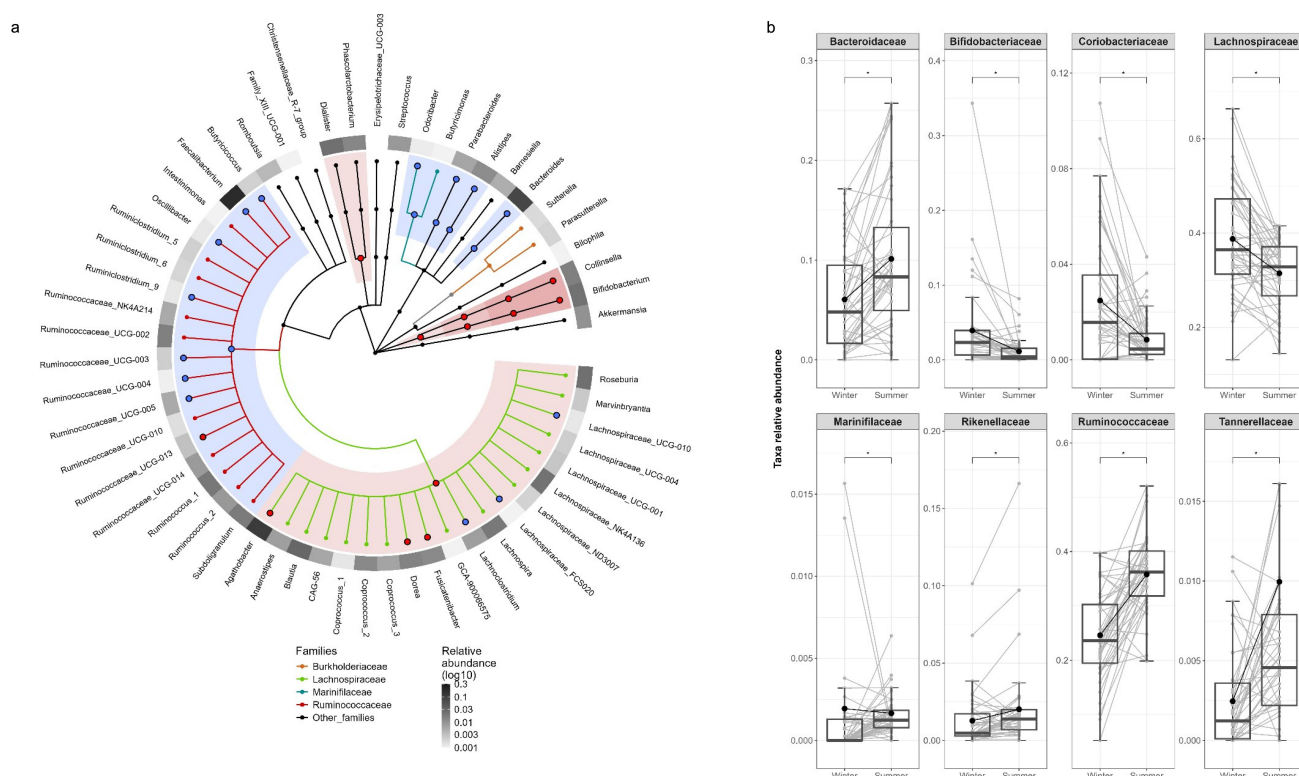 a
Christensenellaceae_R-7_group
Family_XIII_UCG-001
Romboutsia
Butyricicoccus
Faecalibacterium
Intestinimonas
Oscillibacter
Ruminiclostridium_5
Ruminiclostridium_6
Ruminiclostridium_9
Ruminococcaceae_NK4A214
Ruminococcaceae_UCG-002
Ruminococcaceae_UCG-003
Ruminococcaceae_UCG-004
Ruminococcaceae_UCG-005
Ruminococcaceae_UCG-010
Ruminococcaceae_UCG-013
Ruminococcaceae_UCG-014
Ruminococcus_1
Ruminococcus_2
Subdoligranulum
Agathobacter
Anaerostipes
Blautia
CAG-56
Coprococcus_1
Coprococcus_2
Coprococcus_3
Dorea
Fusicatenibacter
GCA-900066575
Lachnoclostridium
Lachnospira
Lachnospiraceae_FCS020
Lachnospiraceae_ND3007
Lachnospiraceae_NK4A136
Lachnospiraceae_UCG-001
Lachnospiraceae_UCG-004
Lachnospiraceae_UCG-010
Marvinbryantia
Roseburia
Akkermansia
Bifidobacterium
Collinsella
Bilophila
Parasutterella
Sutterella
Bacteroides
Barnesiella
Alistipes
Parabacteroides
Butyricimonas
Odoribacter
Streptococcus
Erysipelotrichaceae_UCG-003
Phascolarctobacterium
Dialister
Families
Burkholderiaceae
Lachnospiraceae
Marinifilaceae
Ruminococcaceae
Other_families
Relative
abundance
(log10)
0.3
0.1
0.03
0.01
0.003
0.001
b
Taxa relative abundance
Bacteroidaceae
*
0.3
0.2
0.1
0.0
Winter Summer
Bifidobacteriaceae
*
0.4
0.3
0.2
0.1
0.0
Winter Summer
Coriobacteriaceae
*
0.12
0.08
0.04
0.00
Winter Summer
Lachnospiraceae
*
0.6
0.4
0.2
Winter Summer
Marinifilaceae
*
0.015
0.010
0.005
0.000
Winter Summer
Rikenellaceae
*
0.20
0.15
0.10
0.05
0.00
Winter Summer
Ruminococcaceae
*
0.6
0.4
0.2
Winter Summer
Tannerellaceae
*
0.015
0.010
0.005
0.000
Winter Summer